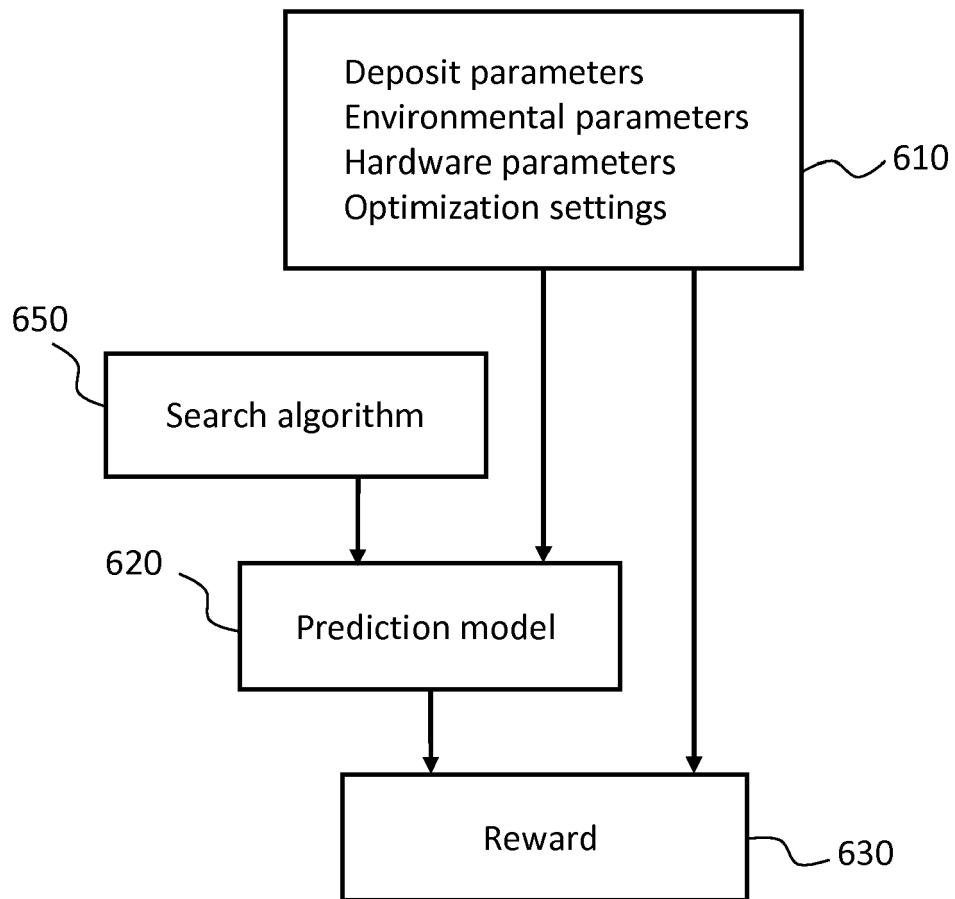 Deposit parameters
Environmental parameters
Hardware parameters
Optimization settings
610
650
Search algorithm
620
Prediction model
Reward
630